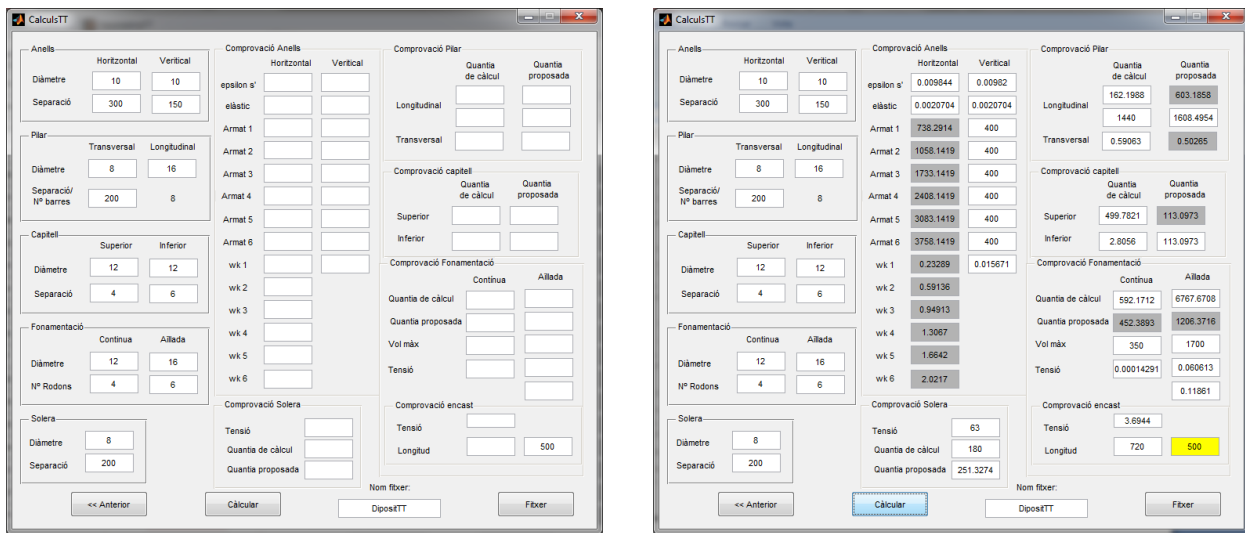 CalculsTT
Anells
Horitzontal Veritical
Diàmetre 10 10
Separació 300 150
Pilar
Transversal Longitudinal
Diàmetre 8 16
Separació/
Nº barres 200 8
Capitell
Superior Inferior
Diàmetre 12 12
Separació 4 6
Fonamentació
Continua Aïllada
Diàmetre 12 16
Nº Rodons 4 6
Solera
Diàmetre 8
Separació 200
Comprovació Anells
Horitzontal Veritical
epsilon s'
elàstic
Armat 1
Armat 2
Armat 3
Armat 4
Armat 5
Armat 6
wk 1
wk 2
wk 3
wk 4
wk 5
wk 6
Comprovació Solera
Tensió
Quantia de càlcul
Quantia proposada
Comprovació Pilar
Quantia Quantia
de càlcul proposada
Longitudinal
Transversal
Comprovació capitell
Quantia Quantia
de càlcul proposada
Superior
Inferior
Comprovació Fonamentació
Contínua Aïllada
Quantia de càlcul
Quantia proposada
Vol màx
Tensió
Comprovació encast
Tensió
Longitud 500
Nom fitxer:
<< Anterior Càlcular DipositTT Fitxer
CalculsTT
Anells
Horitzontal Veritical
Diàmetre 10 10
Separació 300 150
Pilar
Transversal Longitudinal
Diàmetre 8 16
Separació/
Nº barres 200 8
Capitell
Superior Inferior
Diàmetre 12 12
Separació 4 6
Fonamentació
Continua Aïllada
Diàmetre 12 16
Nº Rodons 4 6
Solera
Diàmetre 8
Separació 200
Comprovació Anells
Horitzontal Veritical
epsilon s' 0.009844 0.00982
elàstic 0.0020704 0.0020704
Armat 1 738.2914 400
Armat 2 1058.1419 400
Armat 3 1733.1419 400
Armat 4 2408.1419 400
Armat 5 3083.1419 400
Armat 6 3758.1419 400
wk 1 0.23289 0.015671
wk 2 0.59136
wk 3 0.94913
wk 4 1.3067
wk 5 1.6642
wk 6 2.0217
Comprovació Solera
Tensió 63
Quantia de càlcul 180
Quantia proposada 251.3274
Comprovació Pilar
Quantia Quantia
de càlcul proposada
162.1988 603.1858
Longitudinal
1440 1608.4954
Transversal 0.59063 0.50265
Comprovació capitell
Quantia Quantia
de càlcul proposada
Superior 499.7821 113.0973
Inferior 2.8056 113.0973
Comprovació Fonamentació
Contínua Aïllada
Quantia de càlcul 592.1712 6767.6708
Quantia proposada 452.3893 1206.3716
Vol màx 350 1700
Tensió 0.00014291 0.060613
0.11861
Comprovació encast
Tensió 3.6944
Longitud 720 500
Nom fitxer:
<< Anterior Càlcular DipositTT Fitxer